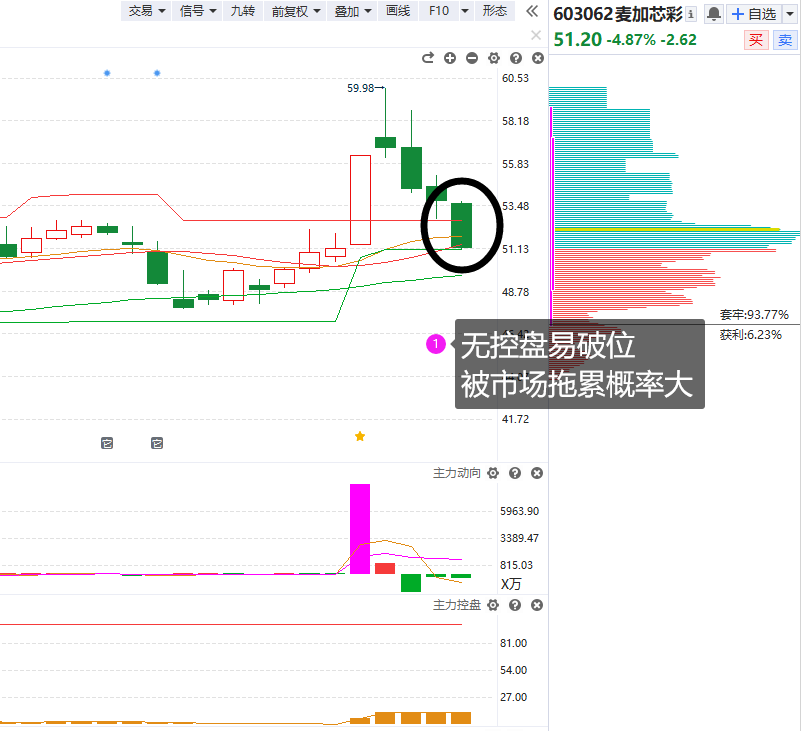 交易 信号 九转 前复权 叠加 画线 F10 形态
603062麦加芯彩
自选
51.20 -4.87% -2.62
买 卖
59.98
60.53
58.18
55.83
53.48
51.13
48.78
套牢:93.77%
获利:6.23%
1
无控盘易破位
被市场拖累概率大
41.72
主力动向
5963.90
3389.47
815.03
X万
主力控盘
81.00
54.00
27.00